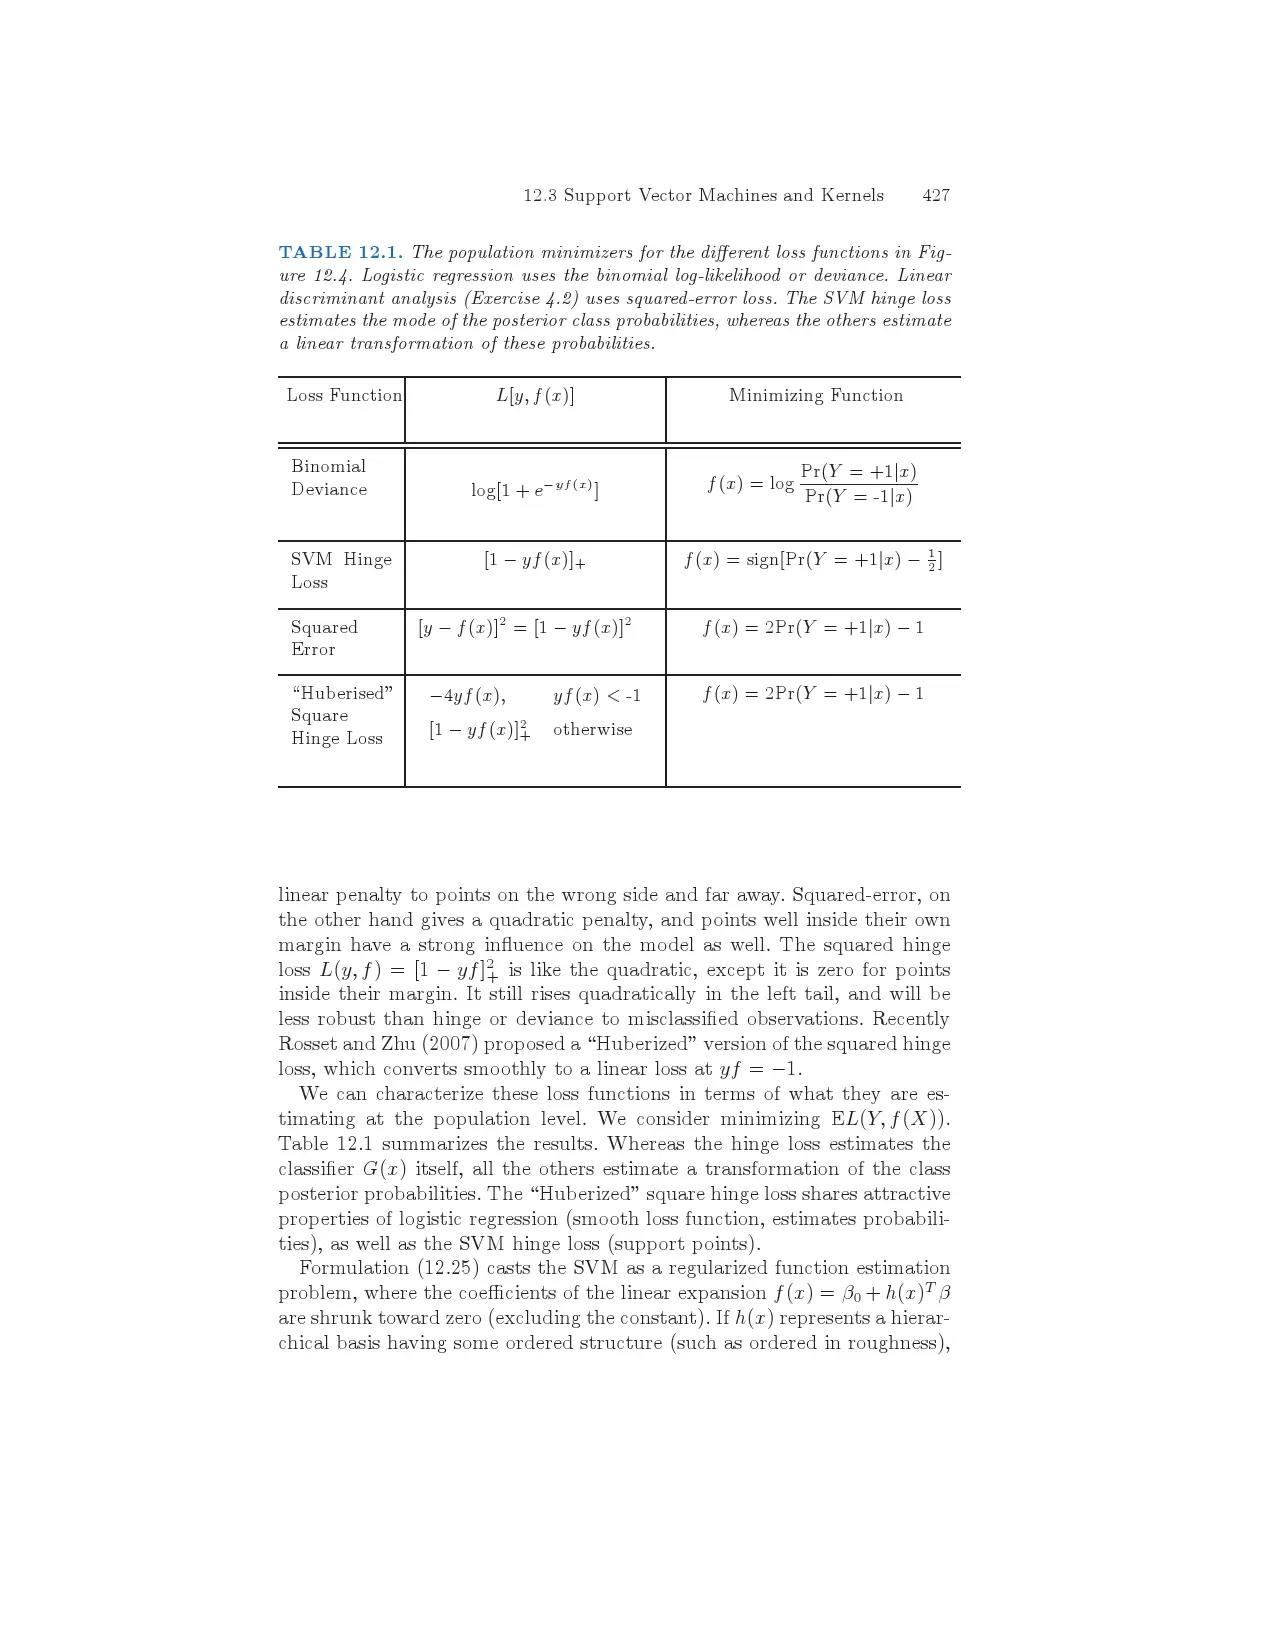 12.3 Support Vector Machines and Kernels 427
TABLE 12.1. The population minimizers for the different loss functions in Fig-
ure 12.4. Logistic regression uses the binomial log-likelihood or deviance. Linear
discriminant analysis (Exercise 4.2) uses squared-error loss. The SVM hinge loss
estimates the mode of the posterior class probabilities, whereas the others estimate
a linear transformation of these probabilities.
Loss Function L[y, f(x)] Minimizing Function
Binomial
Deviance log[1 + e^{−yf(x)}] f(x) = log Pr(Y = +1|x) / Pr(Y = -1|x)
SVM Hinge
Loss [1 − yf(x)]₊ f(x) = sign[Pr(Y = +1|x) − ½]
Squared
Error [y − f(x)]² = [1 − yf(x)]² f(x) = 2Pr(Y = +1|x) − 1
“Huberised”
Square
Hinge Loss
−4yf(x), yf(x) < -1
[1 − yf(x)]₊² otherwise
f(x) = 2Pr(Y = +1|x) − 1
linear penalty to points on the wrong side and far away. Squared-error, on
the other hand gives a quadratic penalty, and points well inside their own
margin have a strong influence on the model as well. The squared hinge
loss L(y, f) = [1 − yf]₊² is like the quadratic, except it is zero for points
inside their margin. It still rises quadratically in the left tail, and will be
less robust than hinge or deviance to misclassified observations. Recently
Rosset and Zhu (2007) proposed a “Huberized” version of the squared hinge
loss, which converts smoothly to a linear loss at yf = −1.
We can characterize these loss functions in terms of what they are es-
timating at the population level. We consider minimizing EL(Y, f(X)).
Table 12.1 summarizes the results. Whereas the hinge loss estimates the
classifier G(x) itself, all the others estimate a transformation of the class
posterior probabilities. The “Huberized” square hinge loss shares attractive
properties of logistic regression (smooth loss function, estimates probabili-
ties), as well as the SVM hinge loss (support points).
Formulation (12.25) casts the SVM as a regularized function estimation
problem, where the coefficients of the linear expansion f(x) = β₀ + h(x)ᵀβ
are shrunk toward zero (excluding the constant). If h(x) represents a hierar-
chical basis having some ordered structure (such as ordered in roughness),